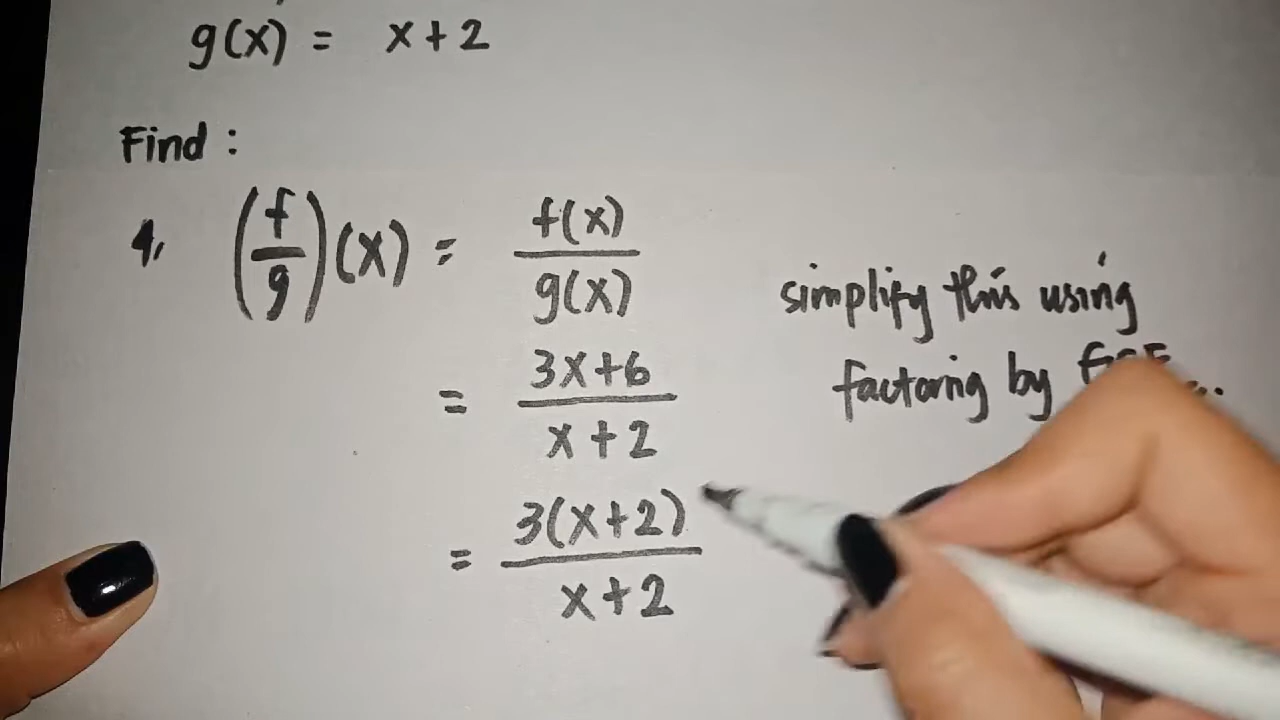 g(x) = x+2
Find :
4. (f/g)(x) = f(x)/g(x)
simplify this using
factoring by
= 3x+6/x+2
= 3(x+2)/x+2